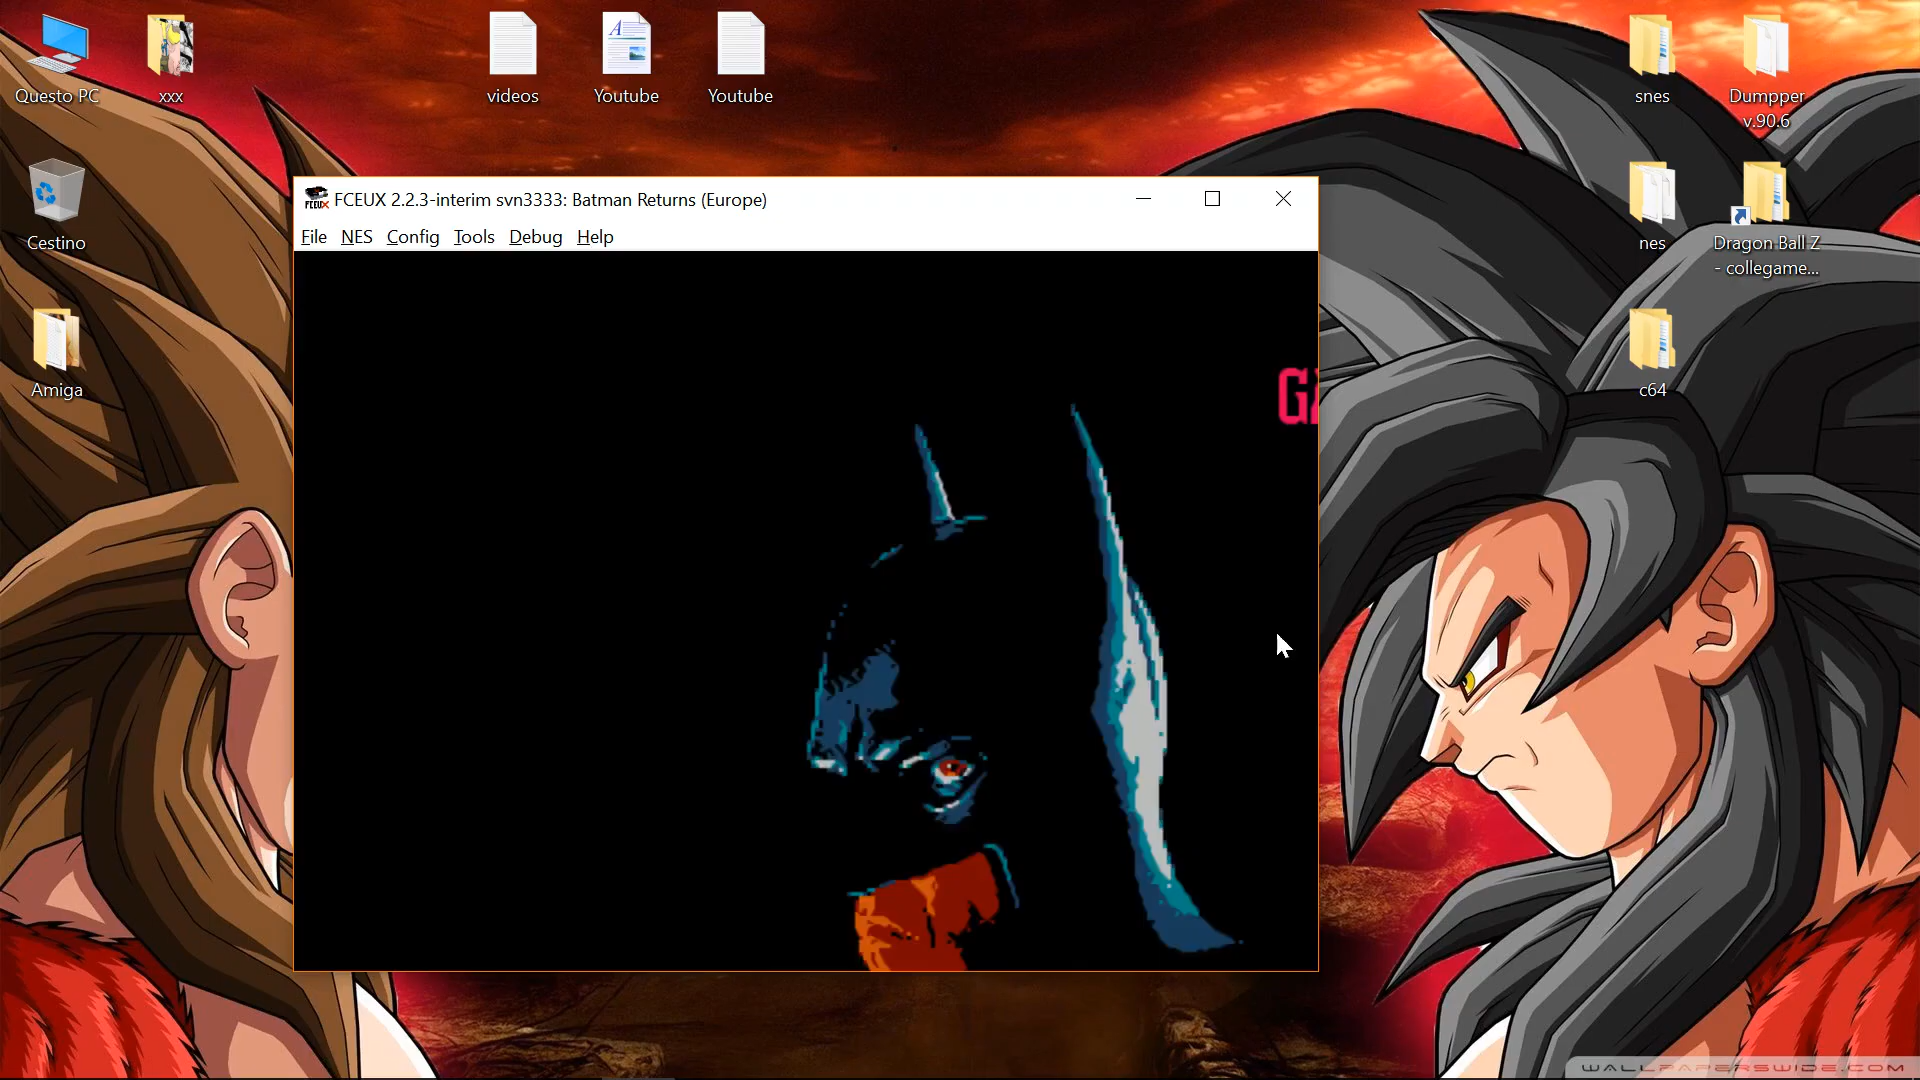 Questo PC
xxx
videos
Youtube
Youtube
snes
Dumpper
v.90.6
Cestino
nes
Dragon Ball Z
- collegame...
Amiga
c64
FCEUX 2.2.3-interim svn3333: Batman Returns (Europe)
File NES Config Tools Debug Help
WALLPAPERSWIDE.COM